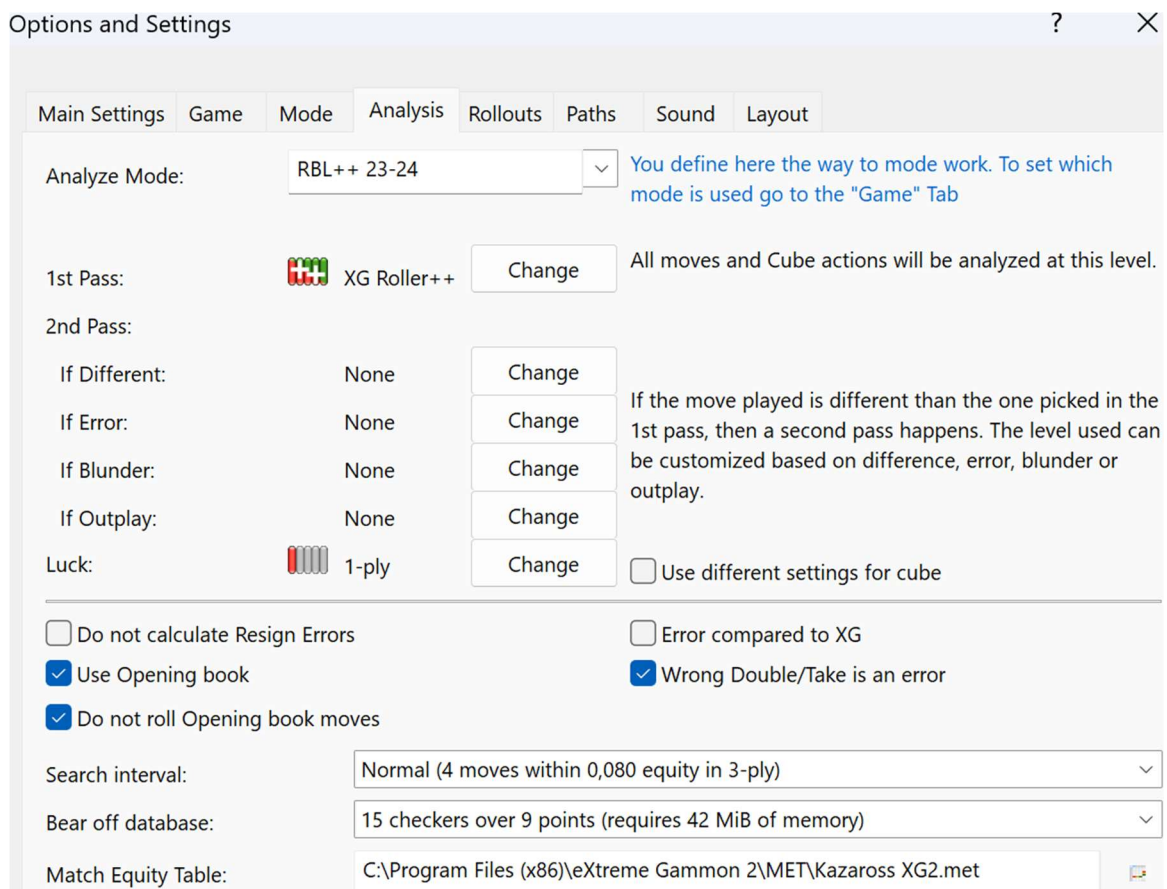 Options and Settings ?
Main Settings Game Mode Analysis Rollouts Paths Sound Layout
Analyze Mode: RBL++ 23-24
You define here the way to mode work. To set which
mode is used go to the "Game" Tab
1st Pass: XG Roller++ Change All moves and Cube actions will be analyzed at this level.
2nd Pass:
If Different: None Change
If Error: None Change
If Blunder: None Change
If Outplay: None Change
If the move played is different than the one picked in the
1st pass, then a second pass happens. The level used can
be customized based on difference, error, blunder or
outplay.
Luck: 1-ply Change Use different settings for cube
Do not calculate Resign Errors Error compared to XG
Use Opening book Wrong Double/Take is an error
Do not roll Opening book moves
Search interval: Normal (4 moves within 0,080 equity in 3-ply)
Bear off database: 15 checkers over 9 points (requires 42 MiB of memory)
Match Equity Table: C:\Program Files (x86)\eXtreme Gammon 2\MET\Kazaross XG2.met